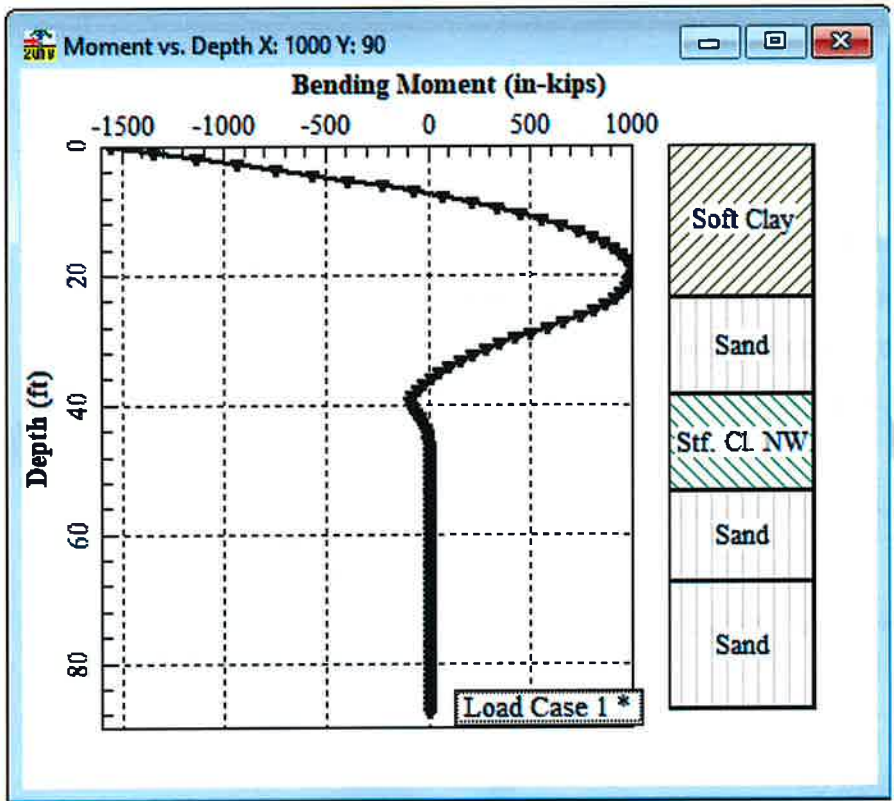 Moment vs. Depth X: 1000 Y: 90
Bending Moment (in-kips)
-1500 -1000 -500 0 500 1000
0
20
40
60
80
Depth (ft)
Soft Clay
Sand
Stf. Cl. NW
Sand
Sand
Load Case 1 *